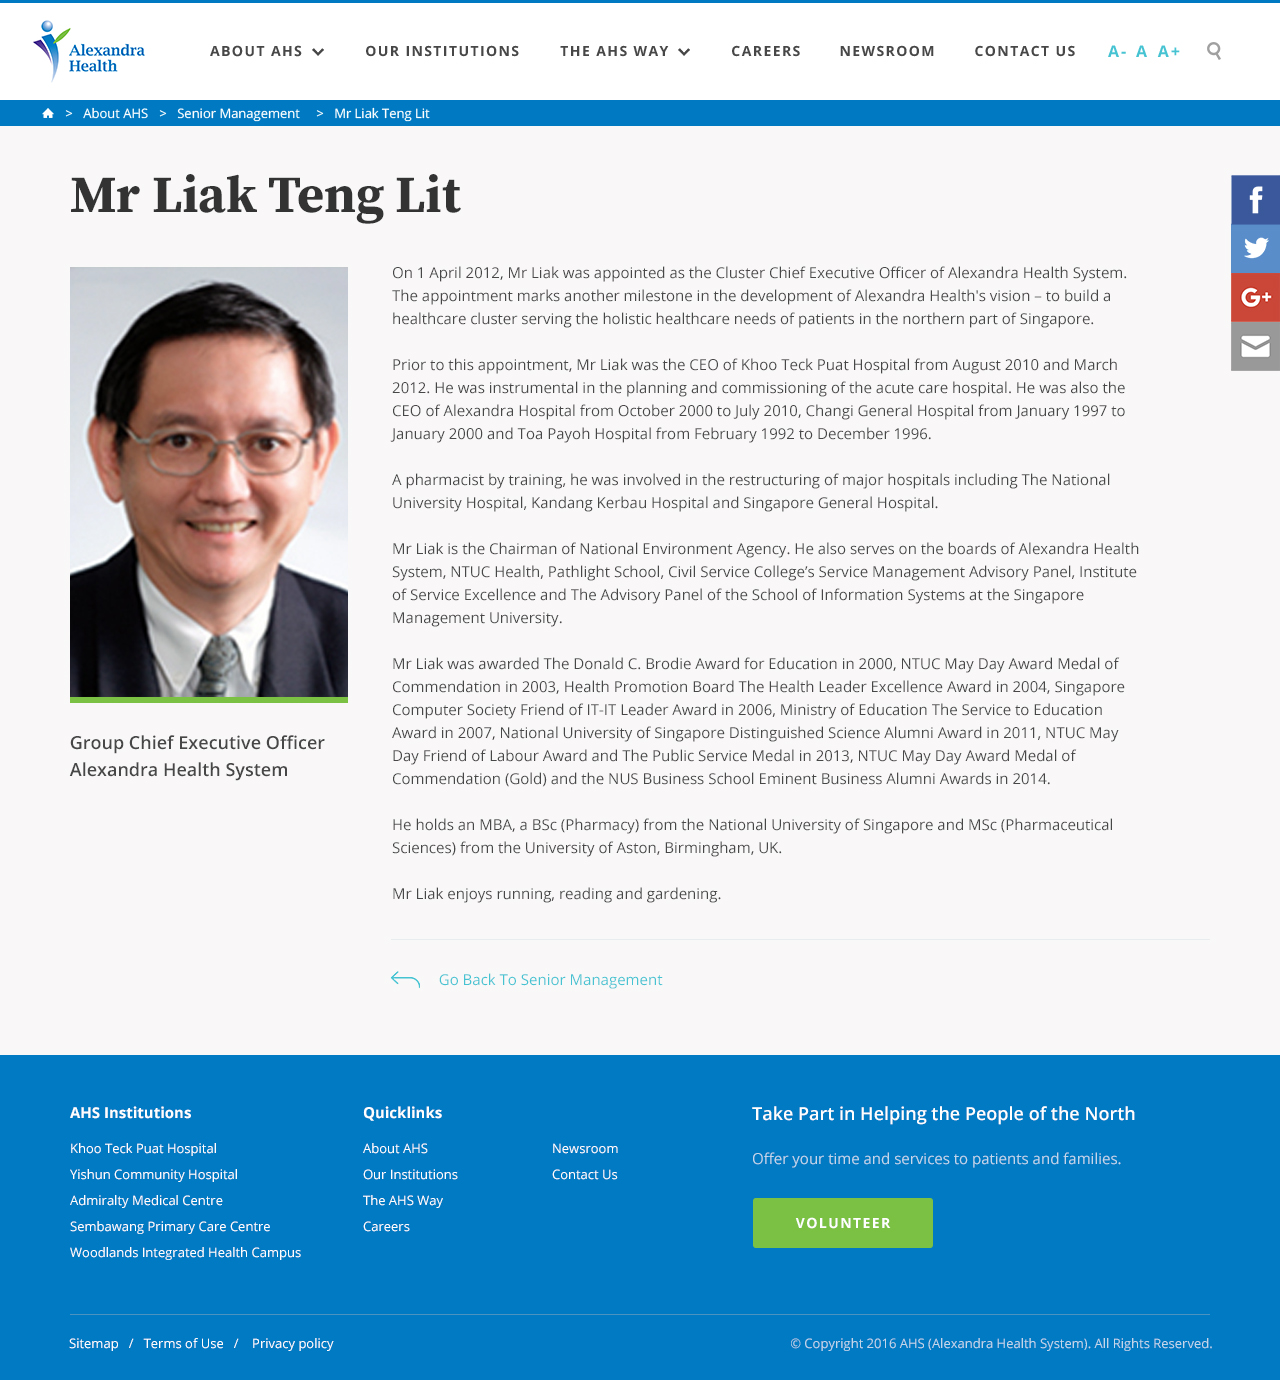 Alexandra
Health
ABOUT AHS
OUR INSTITUTIONS
THE AHS WAY
CAREERS
NEWSROOM
CONTACT US
A- A A+
> About AHS > Senior Management > Mr Liak Teng Lit
Mr Liak Teng Lit
On 1 April 2012, Mr Liak was appointed as the Cluster Chief Executive Officer of Alexandra Health System.
The appointment marks another milestone in the development of Alexandra Health's vision – to build a
healthcare cluster serving the holistic healthcare needs of patients in the northern part of Singapore.
Prior to this appointment, Mr Liak was the CEO of Khoo Teck Puat Hospital from August 2010 and March
2012. He was instrumental in the planning and commissioning of the acute care hospital. He was also the
CEO of Alexandra Hospital from October 2000 to July 2010, Changi General Hospital from January 1997 to
January 2000 and Toa Payoh Hospital from February 1992 to December 1996.
A pharmacist by training, he was involved in the restructuring of major hospitals including The National
University Hospital, Kandang Kerbau Hospital and Singapore General Hospital.
Mr Liak is the Chairman of National Environment Agency. He also serves on the boards of Alexandra Health
System, NTUC Health, Pathlight School, Civil Service College’s Service Management Advisory Panel, Institute
of Service Excellence and The Advisory Panel of the School of Information Systems at the Singapore
Management University.
Mr Liak was awarded The Donald C. Brodie Award for Education in 2000, NTUC May Day Award Medal of
Commendation in 2003, Health Promotion Board The Health Leader Excellence Award in 2004, Singapore
Computer Society Friend of IT-IT Leader Award in 2006, Ministry of Education The Service to Education
Award in 2007, National University of Singapore Distinguished Science Alumni Award in 2011, NTUC May
Day Friend of Labour Award and The Public Service Medal in 2013, NTUC May Day Award Medal of
Commendation (Gold) and the NUS Business School Eminent Business Alumni Awards in 2014.
He holds an MBA, a BSc (Pharmacy) from the National University of Singapore and MSc (Pharmaceutical
Sciences) from the University of Aston, Birmingham, UK.
Mr Liak enjoys running, reading and gardening.
Group Chief Executive Officer
Alexandra Health System
Go Back To Senior Management
AHS Institutions
Khoo Teck Puat Hospital
Yishun Community Hospital
Admiralty Medical Centre
Sembawang Primary Care Centre
Woodlands Integrated Health Campus
Quicklinks
About AHS
Our Institutions
The AHS Way
Careers
Newsroom
Contact Us
Take Part in Helping the People of the North
Offer your time and services to patients and families.
VOLUNTEER
Sitemap / Terms of Use / Privacy policy
© Copyright 2016 AHS (Alexandra Health System). All Rights Reserved.